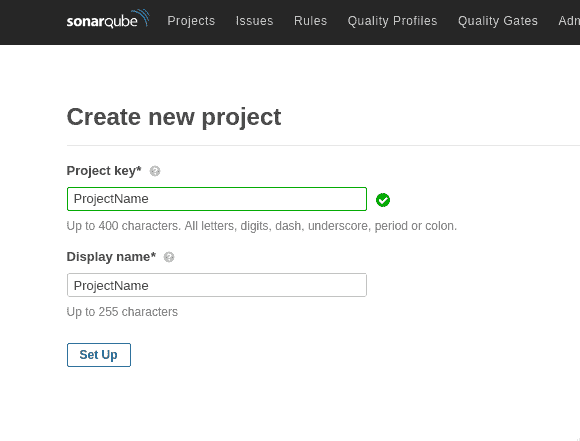 sonarqube Projects Issues Rules Quality Profiles Quality Gates Adm
Create new project
Project key* ?
ProjectName
Up to 400 characters. All letters, digits, dash, underscore, period or colon.
Display name* ?
ProjectName
Up to 255 characters
Set Up